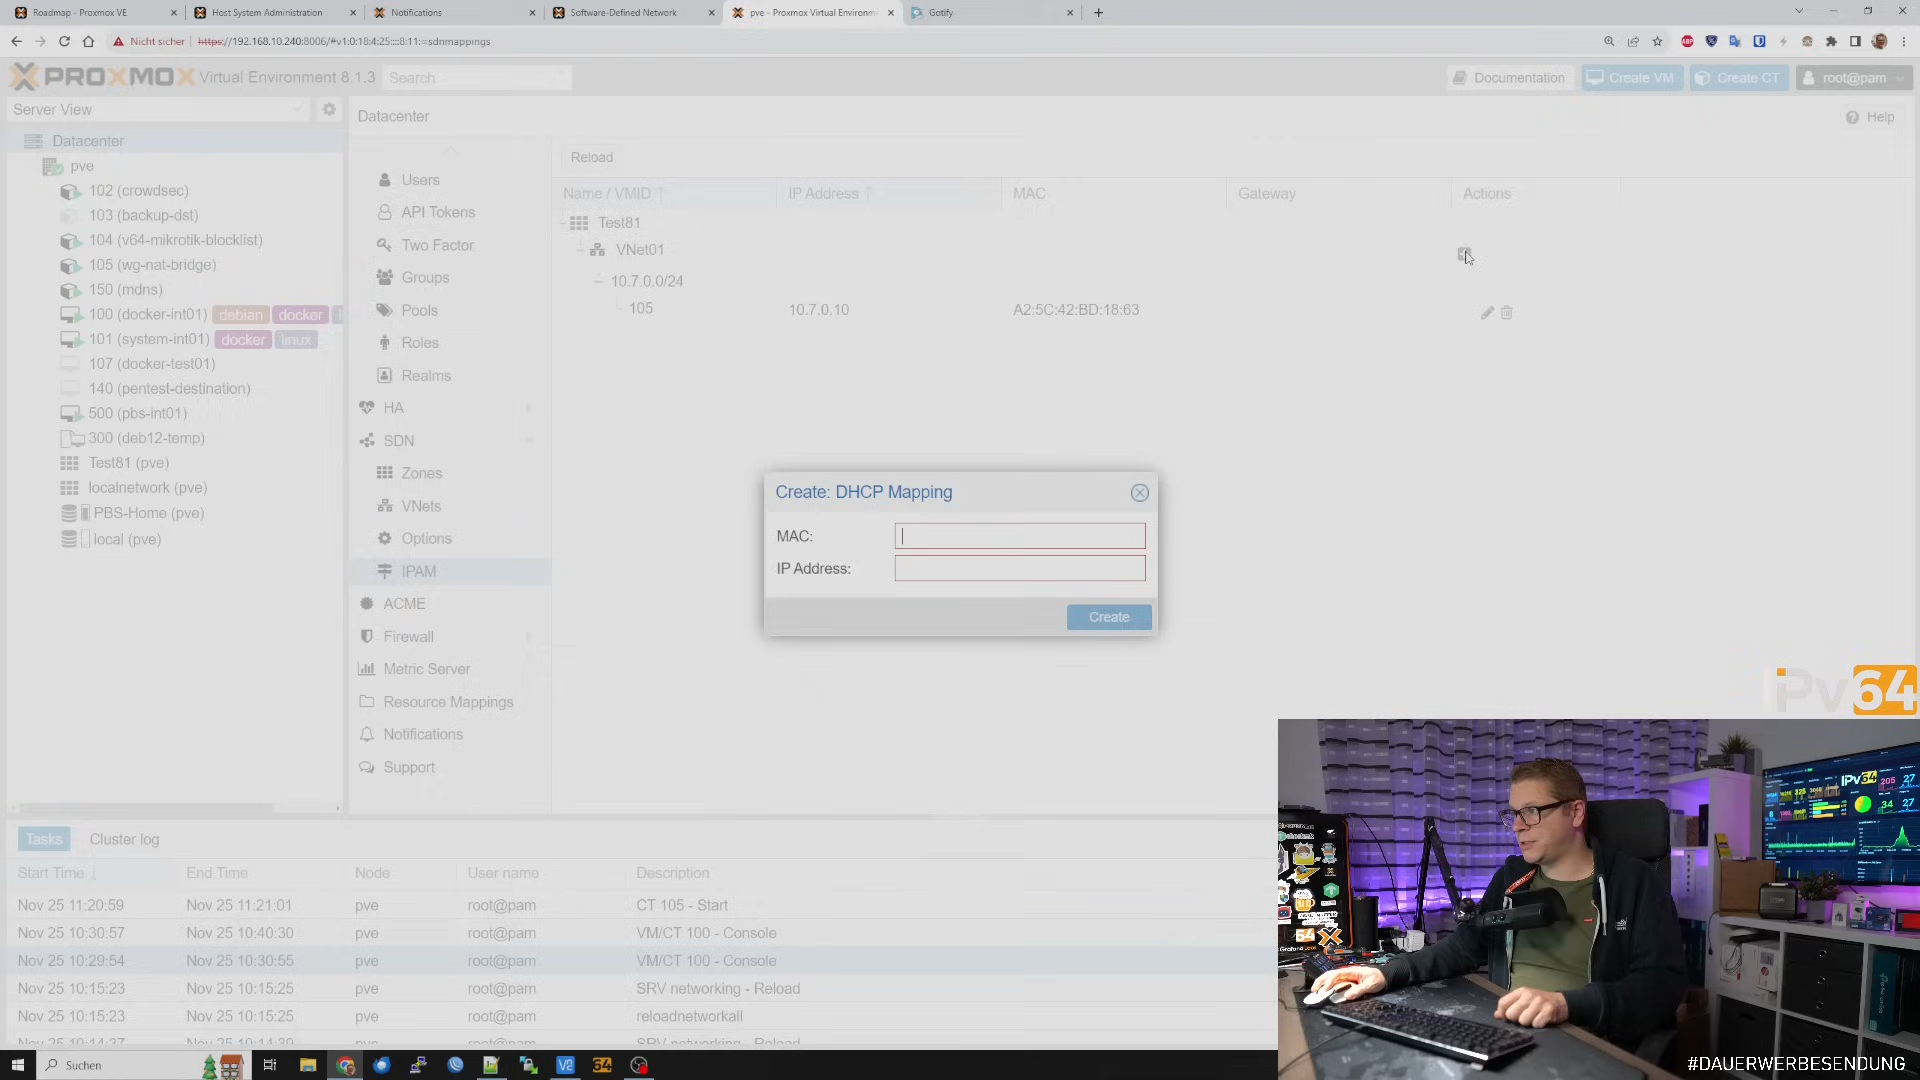 Roadmap - Proxmox VE
Host System Administration
Notifications
Software-Defined Network
pve - Proxmox Virtual Environm
Gotify
Nicht sicher
https://192.168.10.240:8006/#v1:0:18:4:25::::8:11:=sdnmappings
ABP
PROXMOX Virtual Environment 8.1.3
Search
Documentation
Create VM
Create CT
root@pam
Server View
Datacenter
pve
102 (crowdsec)
103 (backup-dst)
104 (v64-mikrotik-blocklist)
105 (wg-nat-bridge)
150 (mdns)
100 (docker-int01) debian docker
101 (system-int01) docker linux
107 (docker-test01)
140 (pentest-destination)
500 (pbs-int01)
300 (deb12-temp)
Test81 (pve)
localnetwork (pve)
PBS-Home (pve)
local (pve)
Datacenter
Help
Users
API Tokens
Two Factor
Groups
Pools
Roles
Realms
HA
SDN
Zones
VNets
Options
IPAM
ACME
Firewall
Metric Server
Resource Mappings
Notifications
Support
Reload
Name / VMID
IP Address
MAC
Gateway
Actions
Test81
VNet01
10.7.0.0/24
105
10.7.0.10
A2:5C:42:BD:18:63
Create: DHCP Mapping
MAC:
IP Address:
Create
IPv64
Tasks
Cluster log
Start Time
End Time
Node
User name
Description
Nov 25 11:20:59
Nov 25 11:21:01
pve
root@pam
CT 105 - Start
Nov 25 10:30:57
Nov 25 10:40:30
pve
root@pam
VM/CT 100 - Console
Nov 25 10:29:54
Nov 25 10:30:55
pve
root@pam
VM/CT 100 - Console
Nov 25 10:15:23
Nov 25 10:15:25
pve
root@pam
SRV networking - Reload
Nov 25 10:15:23
Nov 25 10:15:25
pve
root@pam
reloadnetworkall
IPv64
205
27
34
27
64
Suchen
V2
64
#DAUERWERBESENDUNG